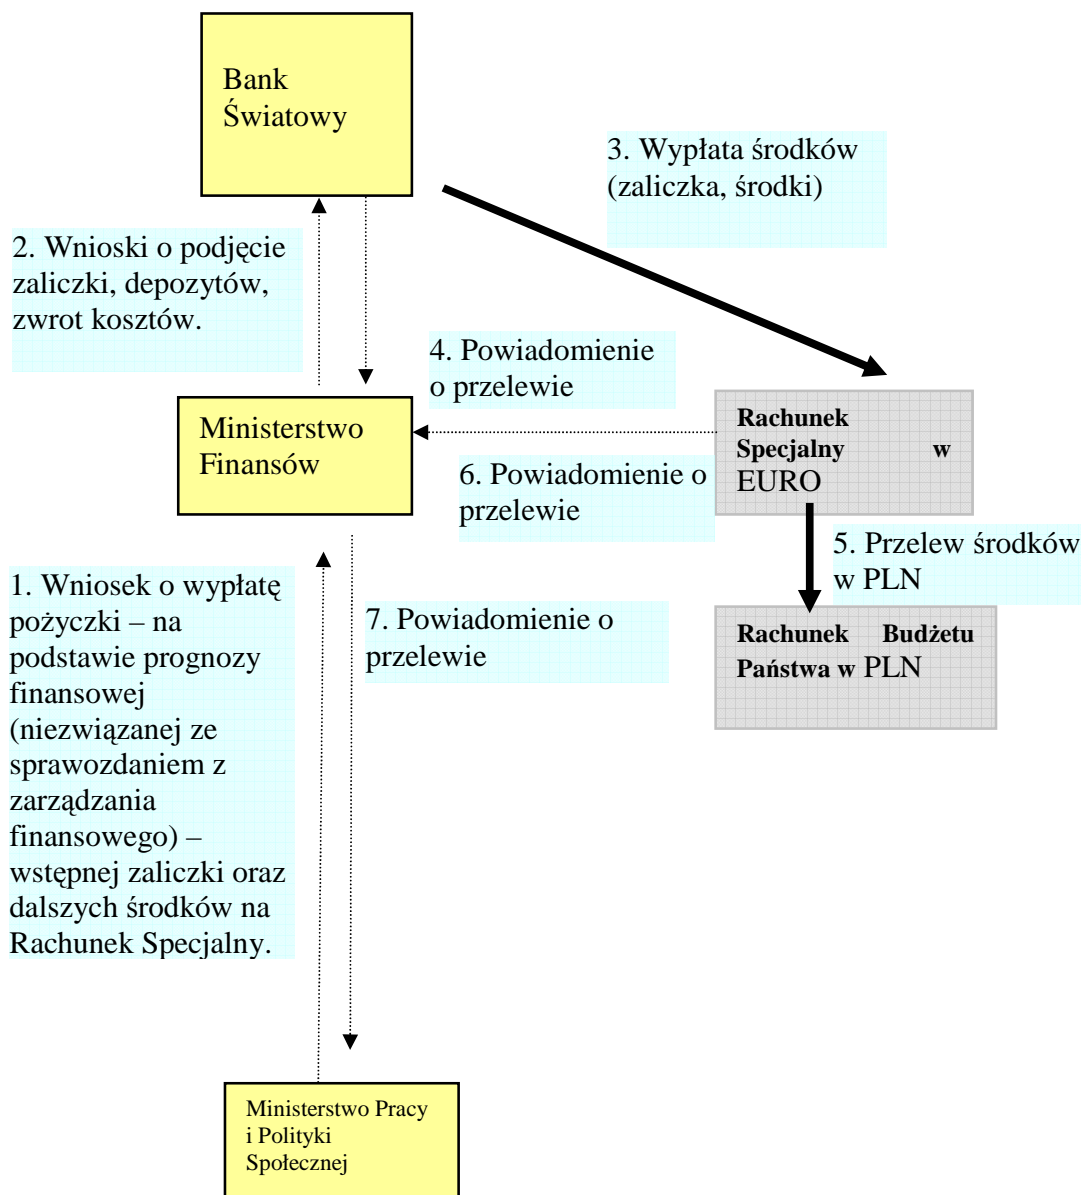 Bank
Światowy
3. Wypłata środków
(zaliczka, środki)
2. Wnioski o podjęcie
zaliczki, depozytów,
zwrot kosztów.
4. Powiadomienie
o przelewie
Ministerstwo
Finansów
Rachunek
Specjalny w
EURO
6. Powiadomienie o
przelewie
5. Przelew środków
w PLN
1. Wniosek o wypłatę
pożyczki – na
podstawie prognozy
finansowej
(niezwiązanej ze
sprawozdaniem z
zarządzania
finansowego) –
wstępnej zaliczki oraz
dalszych środków na
Rachunek Specjalny.
7. Powiadomienie o
przelewie
Rachunek Budżetu
Państwa w PLN
Ministerstwo Pracy
i Polityki
Społecznej